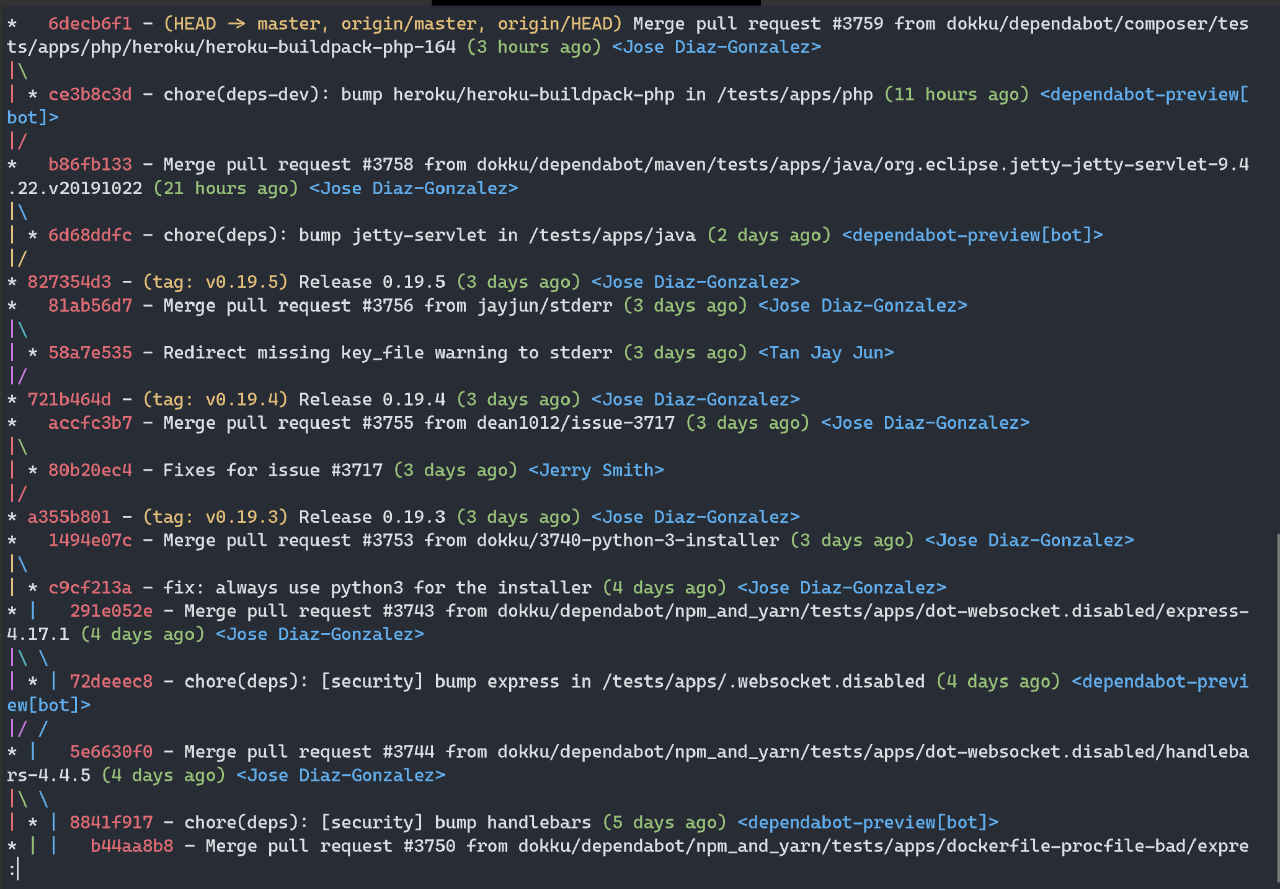 *   6decb6f1 - (HEAD -> master, origin/master, origin/HEAD) Merge pull request #3759 from dokku/dependabot/composer/tes
ts/apps/php/heroku/heroku-buildpack-php-164 (3 hours ago) <Jose Diaz-Gonzalez>
|\
| * ce3b8c3d - chore(deps-dev): bump heroku/heroku-buildpack-php in /tests/apps/php (11 hours ago) <dependabot-preview[
bot]>
|/
*   b86fb133 - Merge pull request #3758 from dokku/dependabot/maven/tests/apps/java/org.eclipse.jetty-jetty-servlet-9.4
.22.v20191022 (21 hours ago) <Jose Diaz-Gonzalez>
|\
| * 6d68ddfc - chore(deps): bump jetty-servlet in /tests/apps/java (2 days ago) <dependabot-preview[bot]>
|/
* 827354d3 - (tag: v0.19.5) Release 0.19.5 (3 days ago) <Jose Diaz-Gonzalez>
*   81ab56d7 - Merge pull request #3756 from jayjun/stderr (3 days ago) <Jose Diaz-Gonzalez>
|\
| * 58a7e535 - Redirect missing key_file warning to stderr (3 days ago) <Tan Jay Jun>
|/
* 721b464d - (tag: v0.19.4) Release 0.19.4 (3 days ago) <Jose Diaz-Gonzalez>
*   accfc3b7 - Merge pull request #3755 from dean1012/issue-3717 (3 days ago) <Jose Diaz-Gonzalez>
|\
| * 80b20ec4 - Fixes for issue #3717 (3 days ago) <Jerry Smith>
|/
* a355b801 - (tag: v0.19.3) Release 0.19.3 (3 days ago) <Jose Diaz-Gonzalez>
*   1494e07c - Merge pull request #3753 from dokku/3740-python-3-installer (3 days ago) <Jose Diaz-Gonzalez>
|\
| * c9cf213a - fix: always use python3 for the installer (4 days ago) <Jose Diaz-Gonzalez>
* |   291e052e - Merge pull request #3743 from dokku/dependabot/npm_and_yarn/tests/apps/dot-websocket.disabled/express-
4.17.1 (4 days ago) <Jose Diaz-Gonzalez>
|\ \
| * | 72deeec8 - chore(deps): [security] bump express in /tests/apps/.websocket.disabled (4 days ago) <dependabot-previ
ew[bot]>
|/ /
* |   5e6630f0 - Merge pull request #3744 from dokku/dependabot/npm_and_yarn/tests/apps/dot-websocket.disabled/handleba
rs-4.4.5 (4 days ago) <Jose Diaz-Gonzalez>
|\ \
| * | 8841f917 - chore(deps): [security] bump handlebars (5 days ago) <dependabot-preview[bot]>
* | |   b44aa8b8 - Merge pull request #3750 from dokku/dependabot/npm_and_yarn/tests/apps/dockerfile-procfile-bad/expre
: